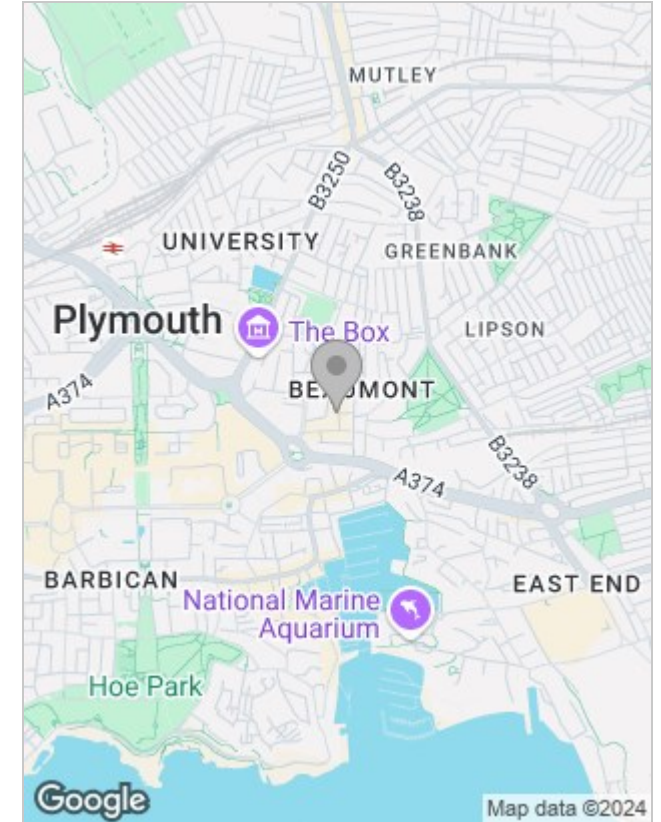 MUTLEY
B3250
B3238
UNIVERSITY
GREENBANK
Plymouth
The Box
LIPSON
A374
BEAUMONT
B3238
A374
BARBICAN
National Marine
Aquarium
EAST END
Hoe Park
Google
Map data ©2024